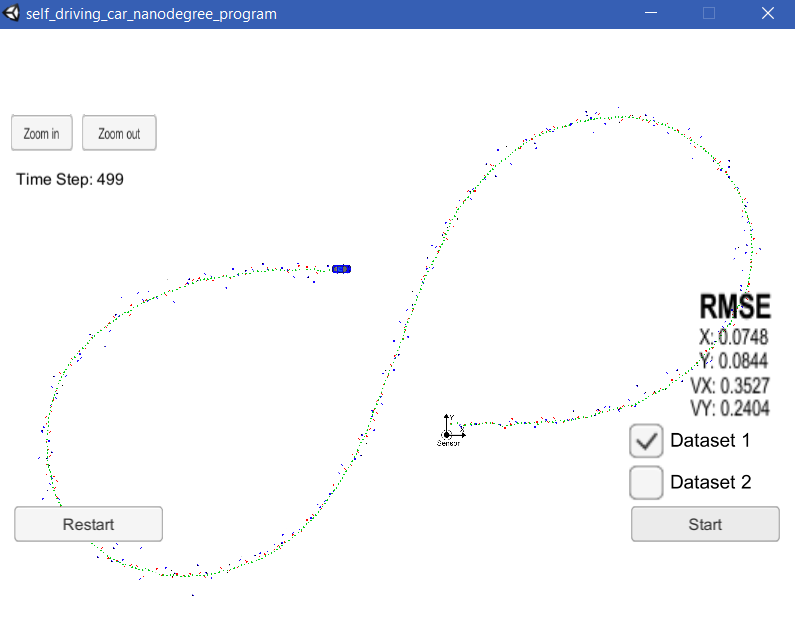 self_driving_car_nanodegree_program
Zoom in
Zoom out
Time Step: 499
RMSE
X: 0.0748
Y: 0.0844
VX: 0.3527
VY: 0.2404
Y
X
Sensor
Dataset 1
Dataset 2
Restart
Start